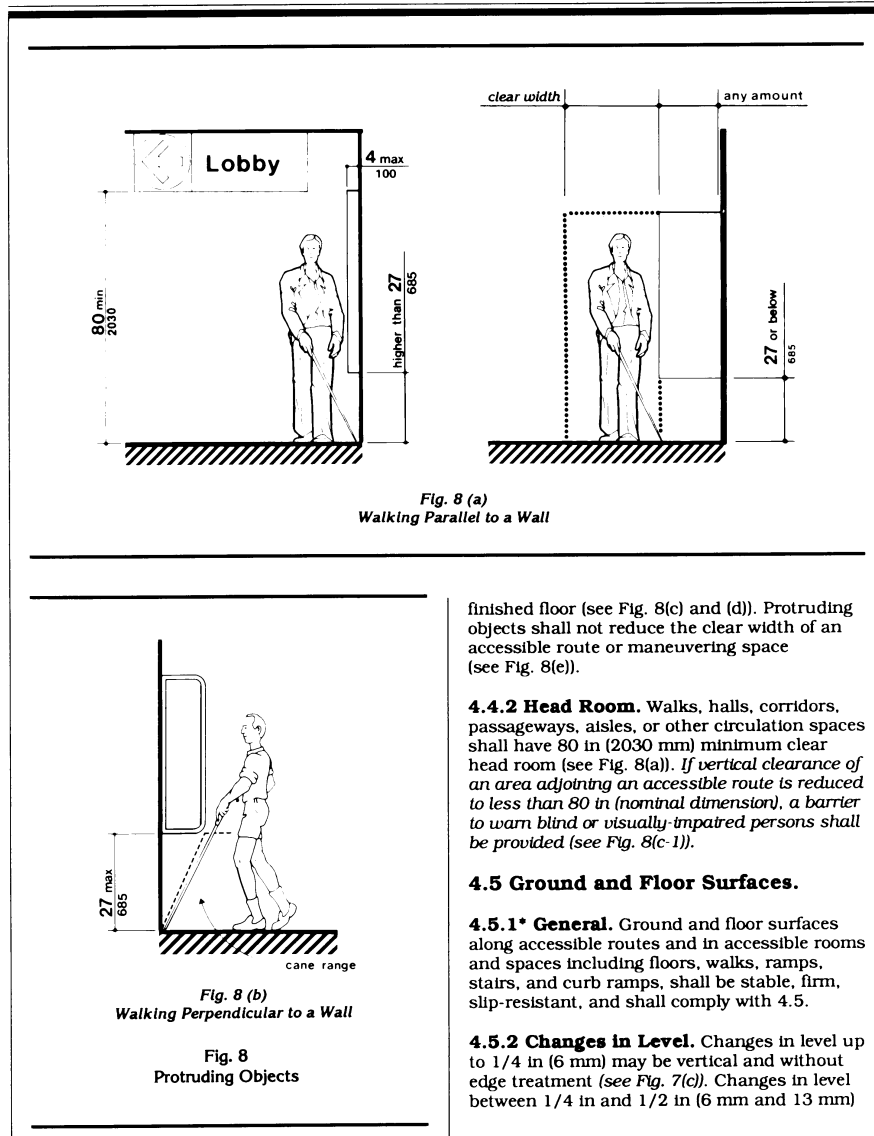 clear width
any amount
Lobby
4 max
100
80 min
2030
higher than 27
685
27 or below
685
Fig. 8 (a)
Walking Parallel to a Wall
27 max
685
cane range
Fig. 8 (b)
Walking Perpendicular to a Wall
Fig. 8
Protruding Objects
finished floor (see Fig. 8(c) and (d)). Protruding
objects shall not reduce the clear width of an
accessible route or maneuvering space
(see Fig. 8(e)).
4.4.2 Head Room. Walks, halls, corridors,
passageways, aisles, or other circulation spaces
shall have 80 in (2030 mm) minimum clear
head room (see Fig. 8(a)). If vertical clearance of
an area adjoining an accessible route is reduced
to less than 80 in (nominal dimension), a barrier
to warn blind or visually-impaired persons shall
be provided (see Fig. 8(c-1)).
4.5 Ground and Floor Surfaces.
4.5.1* General. Ground and floor surfaces
along accessible routes and in accessible rooms
and spaces including floors, walks, ramps,
stairs, and curb ramps, shall be stable, firm,
slip-resistant, and shall comply with 4.5.
4.5.2 Changes in Level. Changes in level up
to 1/4 in (6 mm) may be vertical and without
edge treatment (see Fig. 7(c)). Changes in level
between 1/4 in and 1/2 in (6 mm and 13 mm)